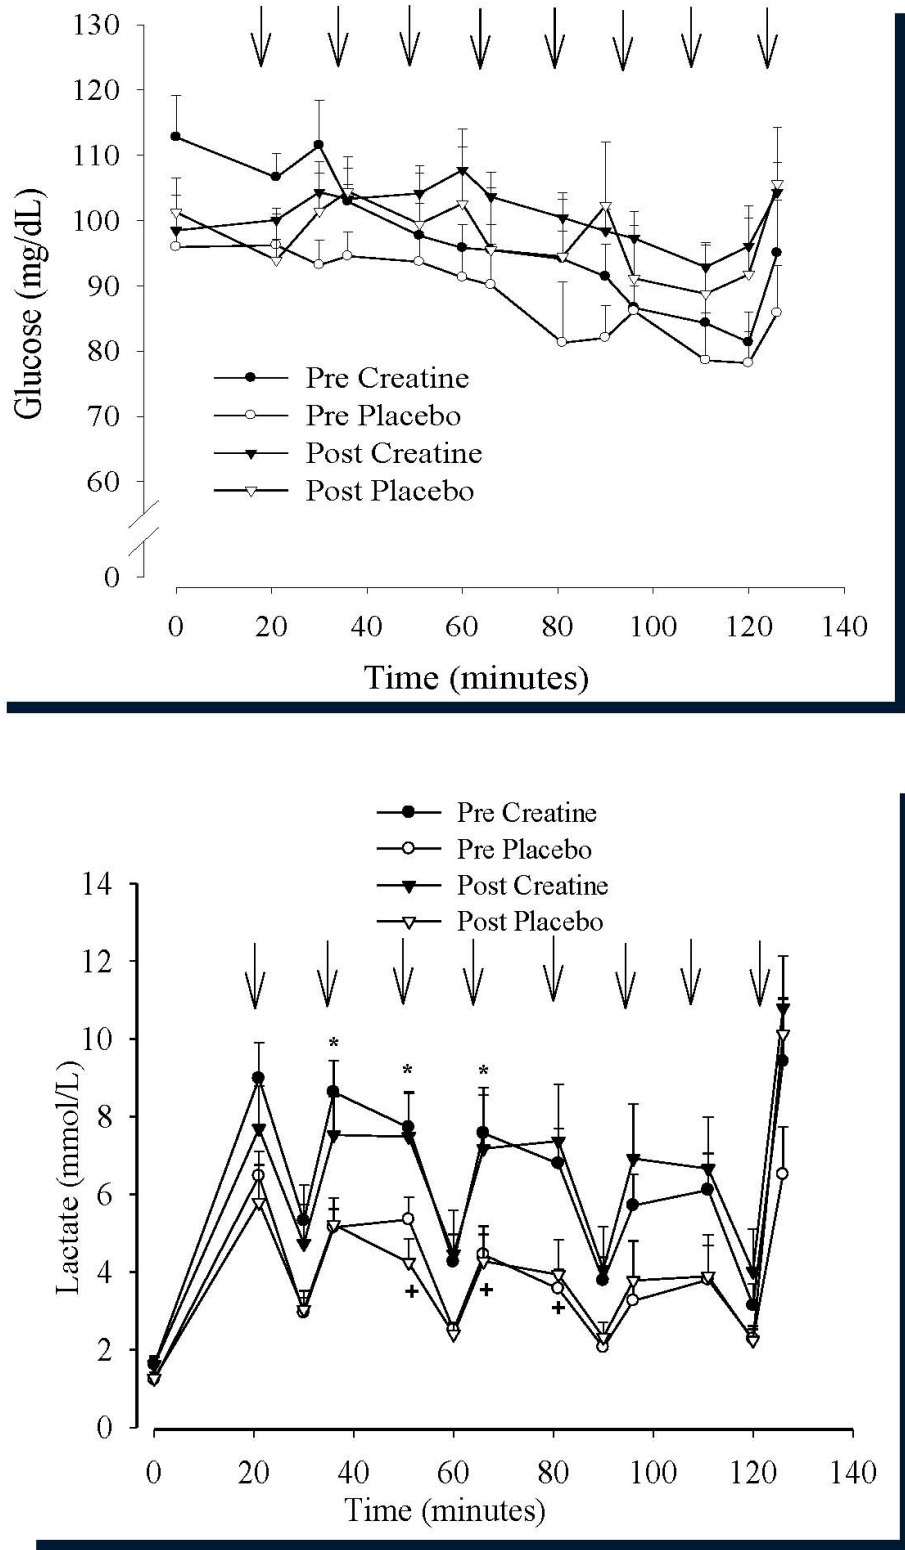 130
120
110
100
90
80
70
60
0
Glucose (mg/dL)
Pre Creatine
Pre Placebo
Post Creatine
Post Placebo
0 20 40 60 80 100 120 140
Time (minutes)
Pre Creatine
Pre Placebo
Post Creatine
Post Placebo
14
12
10
8
6
4
2
0
Lactate (mmol/L)
* * *
+ + +
0 20 40 60 80 100 120 140
Time (minutes)